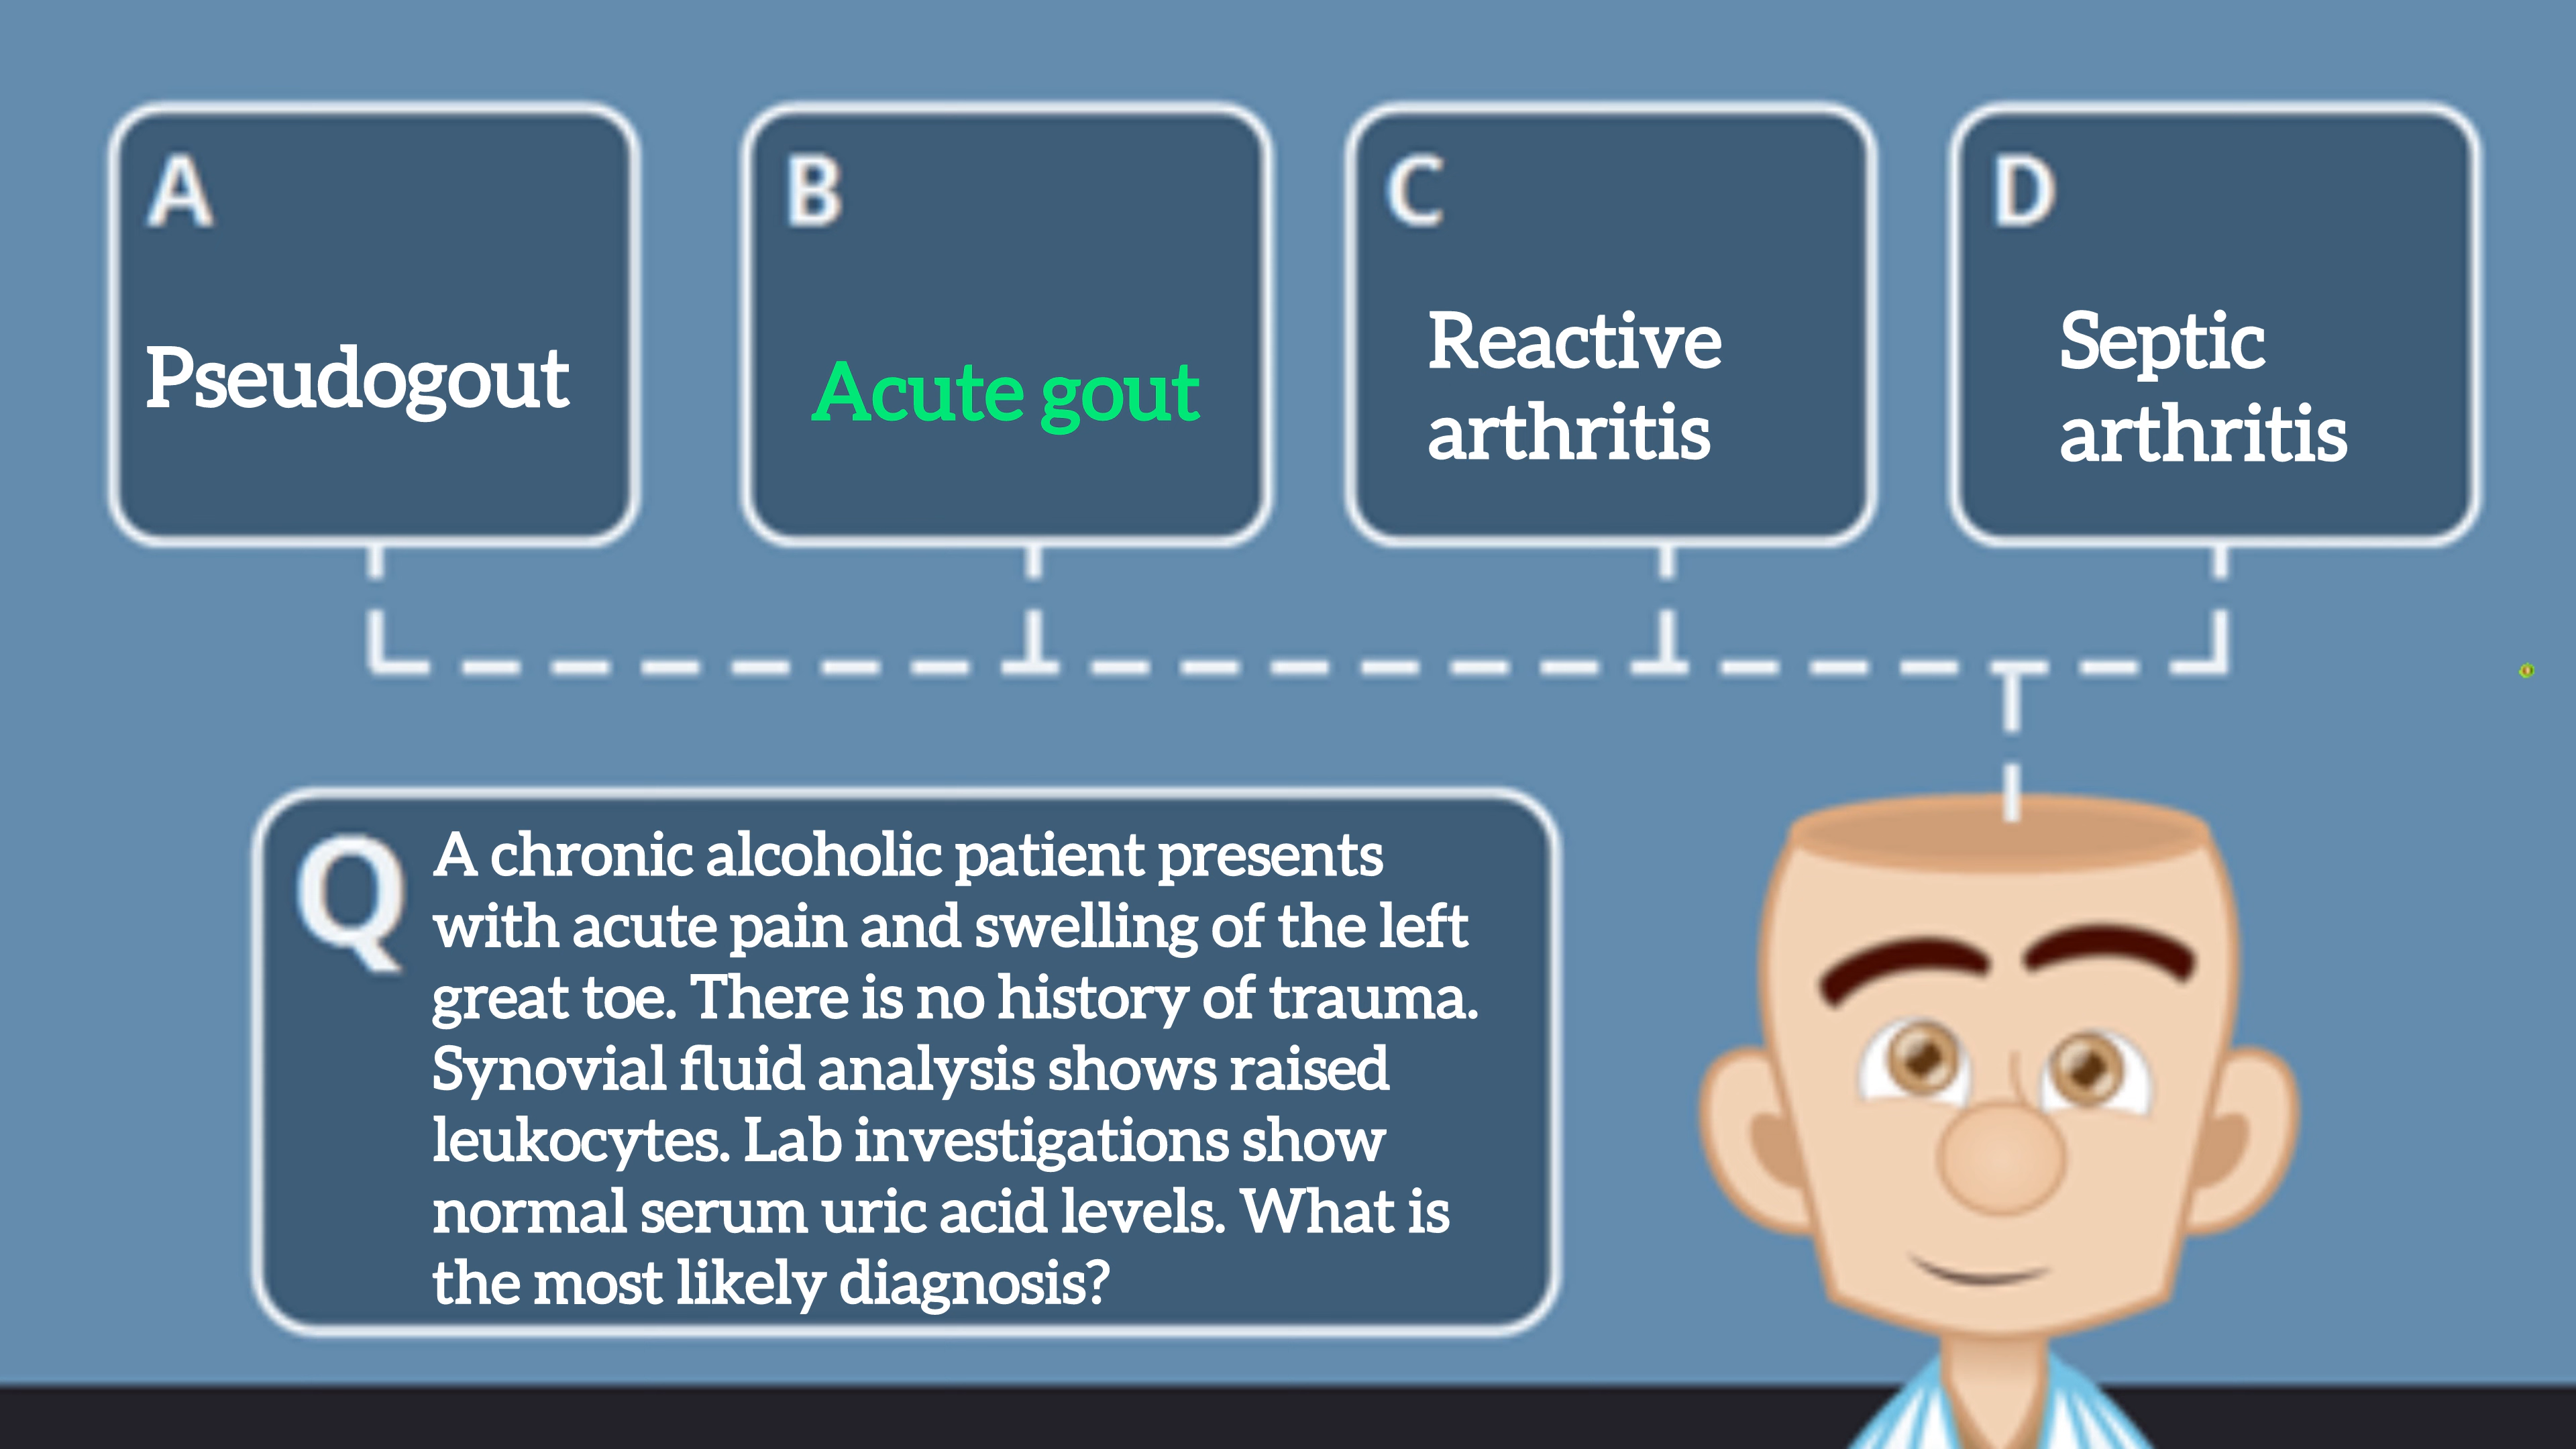 A
Pseudogout
B
Acute gout
C
Reactive
arthritis
D
Septic
arthritis
Q
A chronic alcoholic patient presents
with acute pain and swelling of the left
great toe. There is no history of trauma.
Synovial fluid analysis shows raised
leukocytes. Lab investigations show
normal serum uric acid levels. What is
the most likely diagnosis?